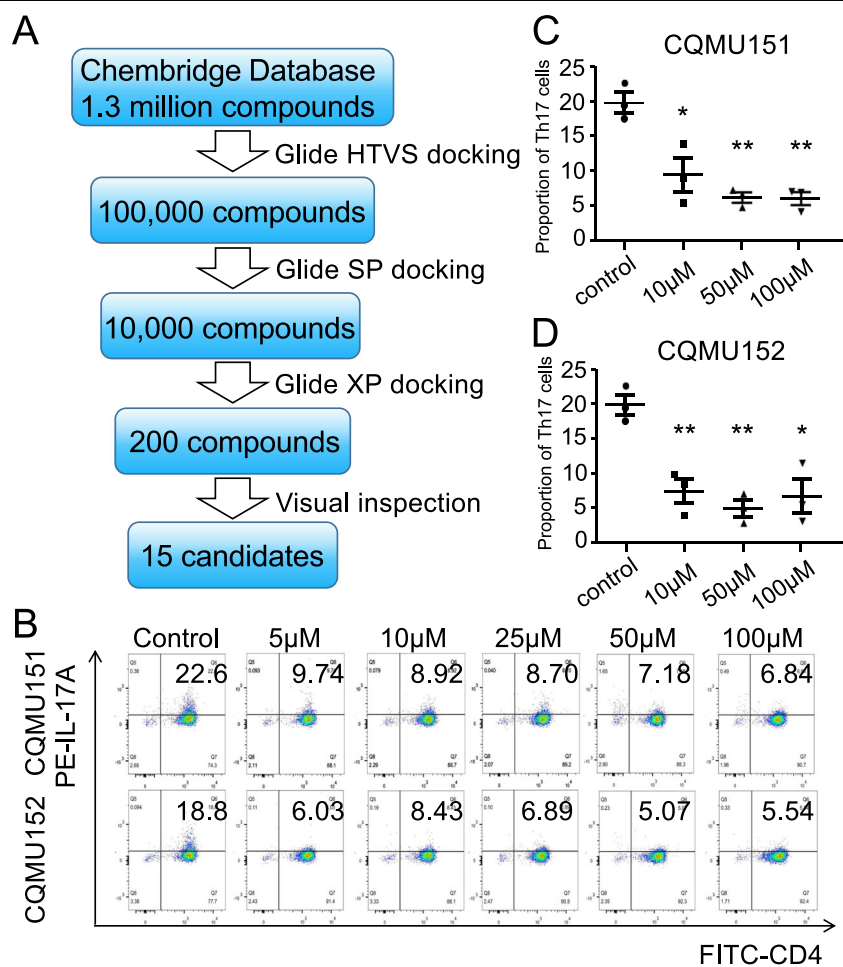 A
Chembridge Database
1.3 million compounds
Glide HTVS docking
100,000 compounds
Glide SP docking
10,000 compounds
Glide XP docking
200 compounds
Visual inspection
15 candidates
C
CQMU151
Proportion of Th17 cells
25
20
15
10
5
0
*
**
**
control
10μM
50μM
100μM
D
CQMU152
Proportion of Th17 cells
25
20
15
10
5
0
**
**
*
control
10μM
50μM
100μM
B
Control 5μM 10μM 25μM 50μM 100μM
CQMU151
PE-IL-17A
22.6 9.74 8.92 8.70 7.18 6.84
CQMU152
18.8 6.03 8.43 6.89 5.07 5.54
FITC-CD4